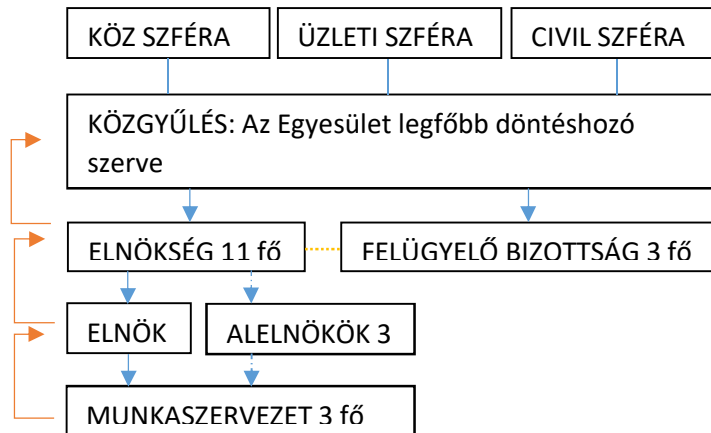 KÖZ SZFÉRA
ÜZLETI SZFÉRA
CIVIL SZFÉRA
KÖZGYŰLÉS: Az Egyesület legfőbb döntéshozó
szerve
ELNÖKSÉG 11 fő
FELÜGYELŐ BIZOTTSÁG 3 fő
ELNÖK
ALELNÖKÖK 3
MUNKASZERVEZET 3 fő